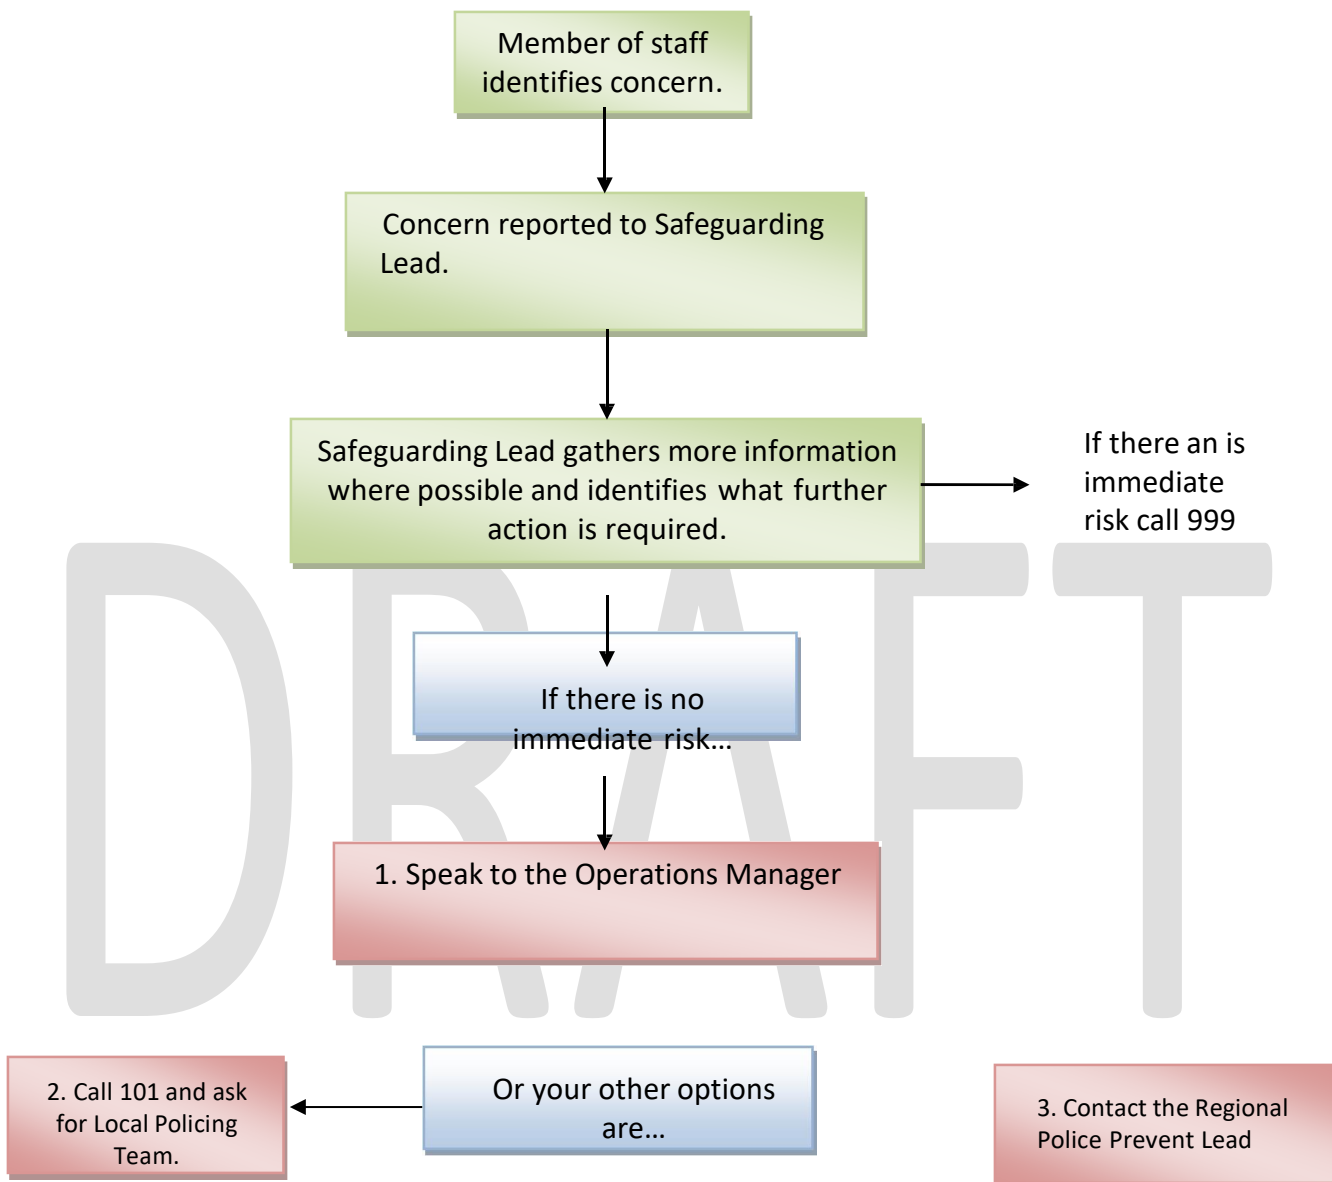 Member of staff
identifies concern.
Concern reported to Safeguarding
Lead.
Safeguarding Lead gathers more information
where possible and identifies what further
action is required.
If there an is
immediate
risk call 999
If there is no
immediate risk...
1. Speak to the Operations Manager
DRAFT
2. Call 101 and ask
for Local Policing
Team.
Or your other options
are...
3. Contact the Regional
Police Prevent Lead